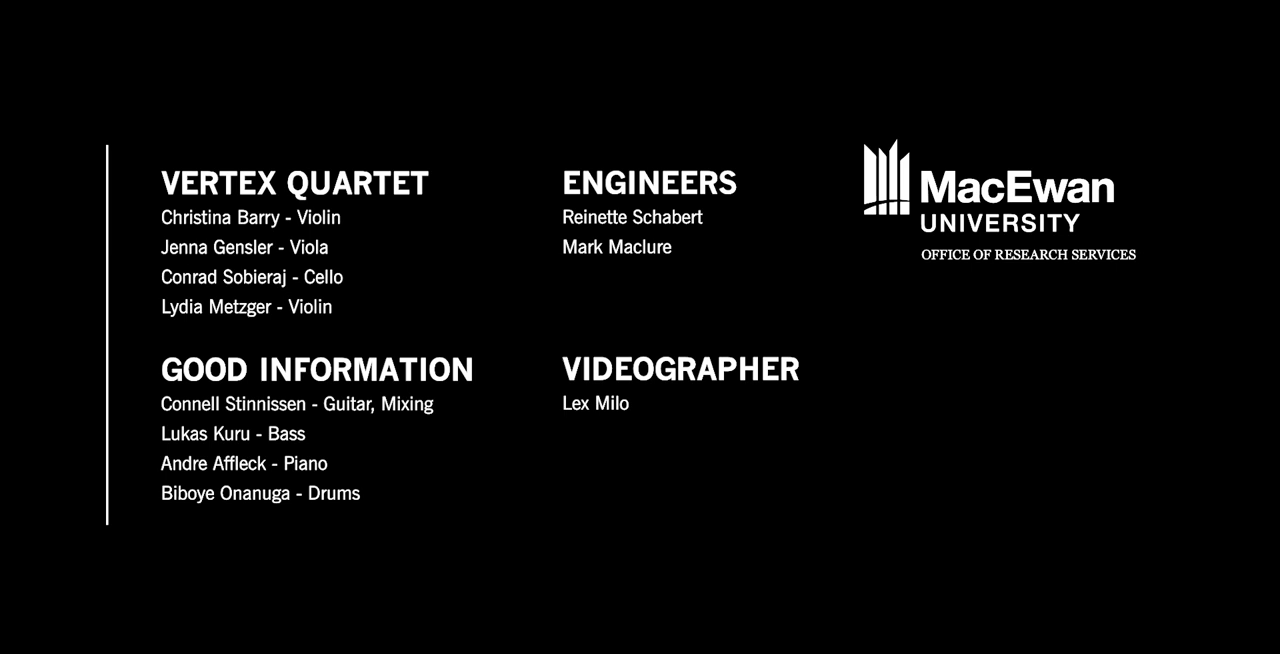 VERTEX QUARTET
Christina Barry - Violin
Jenna Gensler - Viola
Conrad Sobieraj - Cello
Lydia Metzger - Violin
GOOD INFORMATION
Connell Stinnissen - Guitar, Mixing
Lukas Kuru - Bass
Andre Affleck - Piano
Biboye Onanuga - Drums
ENGINEERS
Reinette Schabert
Mark Maclure
VIDEOGRAPHER
Lex Milo
MacEwan
UNIVERSITY
OFFICE OF RESEARCH SERVICES